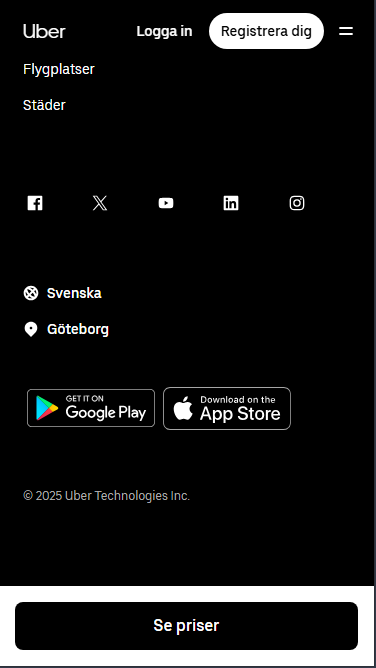 Uber
Logga in
Registrera dig
Flygplatser
Städer
Svenska
Göteborg
GET IT ON
Google Play
Download on the
App Store
© 2025 Uber Technologies Inc.
Se priser